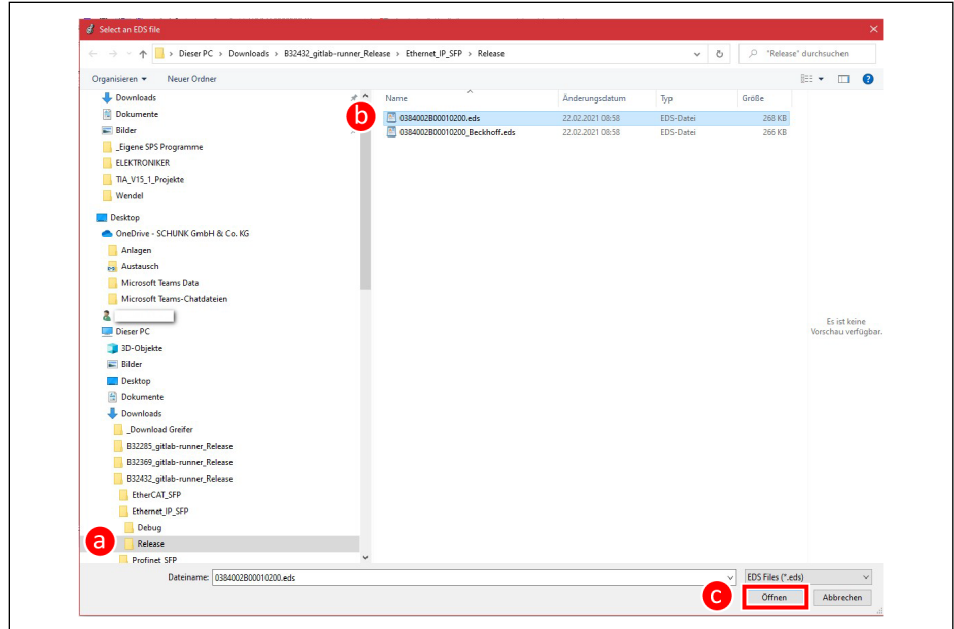 Select an EDS file
Dieser PC > Downloads > B32432_gitlab-runner_Release > Ethernet_IP_SFP > Release
"Release" durchsuchen
Organisieren
Neuer Ordner
Downloads
Dokumente
Bilder
_Eigene SPS Programme
ELEKTRONIKER
TIA_V15_1_Projekte
Wendel
Desktop
OneDrive - SCHUNK GmbH & Co. KG
Anlagen
Austausch
Microsoft Teams Data
Microsoft Teams-Chatdateien
Dieser PC
3D-Objekte
Bilder
Desktop
Dokumente
Downloads
_Download Greifer
B32285_gitlab-runner_Release
B32369_gitlab-runner_Release
B32432_gitlab-runner_Release
EtherCAT_SFP
Ethernet_IP_SFP
Debug
a Release
Profinet_SFP
Name Änderungsdatum Typ Größe
b 0384002B00010200.eds 22.02.2021 08:58 EDS-Datei 268 KB
0384002B00010200_Beckhoff.eds 22.02.2021 08:58 EDS-Datei 266 KB
Es ist keine
Vorschau verfügbar.
Dateiname: 0384002B00010200.eds EDS Files (*.eds)
c Öffnen Abbrechen